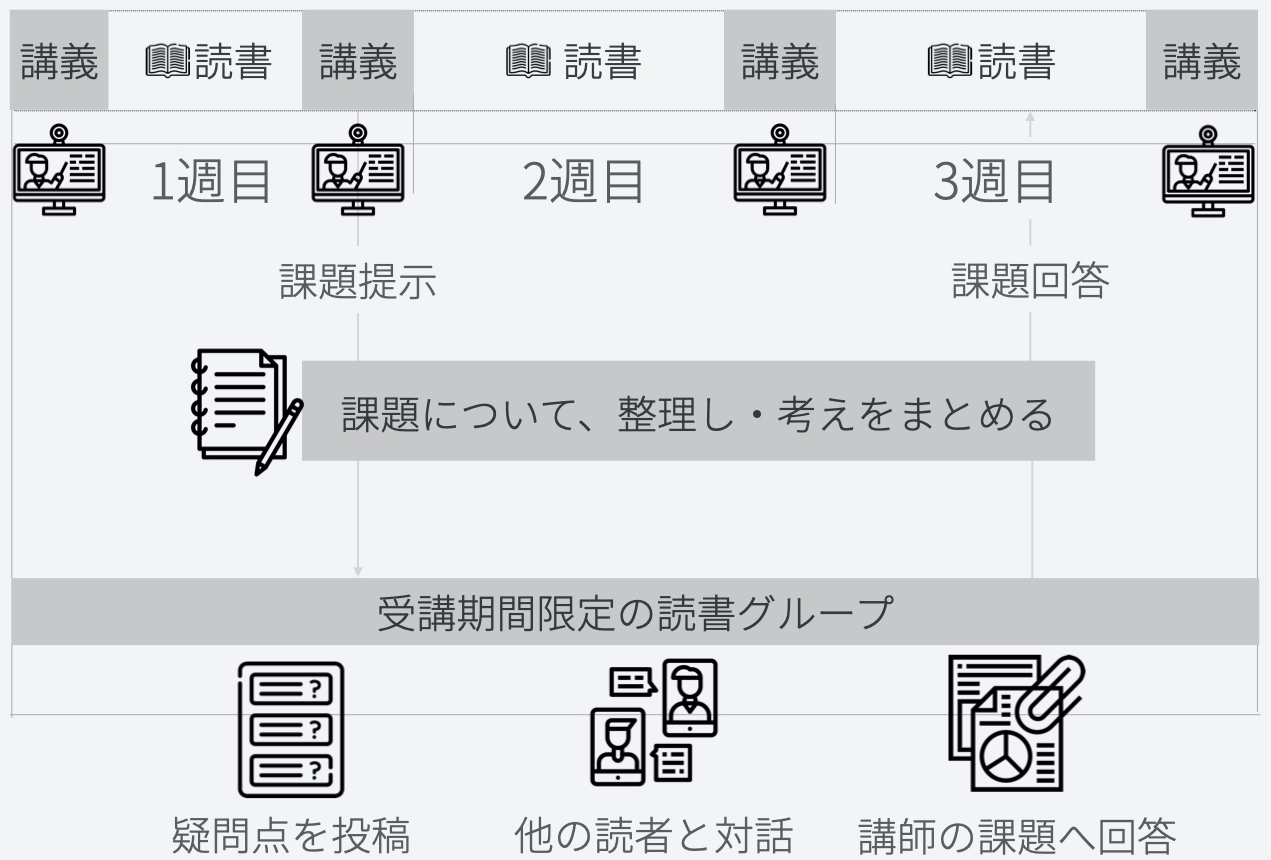 講義 読書 講義 読書 講義 読書 講義
1週目 2週目 3週目
課題提示 課題回答
課題について、整理し・考えをまとめる
受講期間限定の読書グループ
? 
?
?
疑問点を投稿 他の読者と対話 講師の課題へ回答